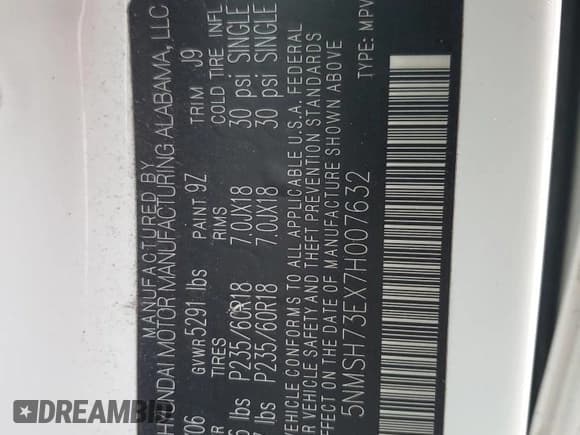 MANUFACTURED BY
HYUNDAI MOTOR MANUFACTURING ALABAMA, LLC
/06 GVWR 5291 lbs PAINT 9Z TRIM J9
TIRES RIMS COLD TIRE INFL
lbs P235/60R18 7.0JX18 30 psi SINGLE
lbs P235/60R18 7.0JX18 30 psi SINGLE
VEHICLE CONFORMS TO ALL APPLICABLE U.S.A. FEDERAL
VEHICLE SAFETY AND THEFT PREVENTION STANDARDS
EFFECT ON THE DATE OF MANUFACTURE SHOWN ABOVE
5NMSH73EX7H007632 TYPE: MPV
DREAMBID